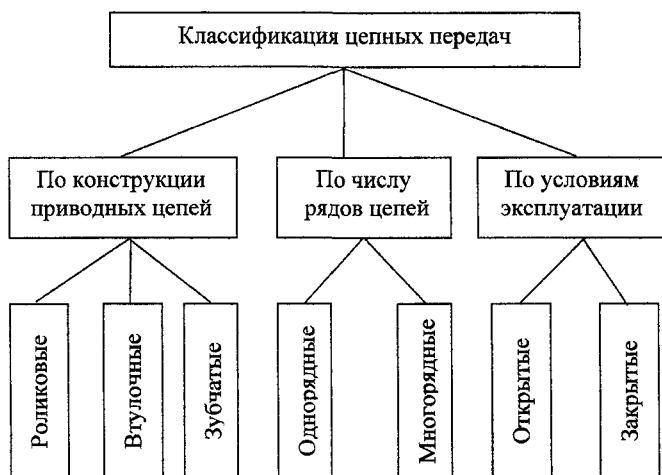 Классификация цепных передач
По конструкции
приводных цепей
По числу
рядов цепей
По условиям
эксплуатации
Роликовые
Втулочные
Зубчатые
Однорядные
Многорядные
Открытые
Закрытые